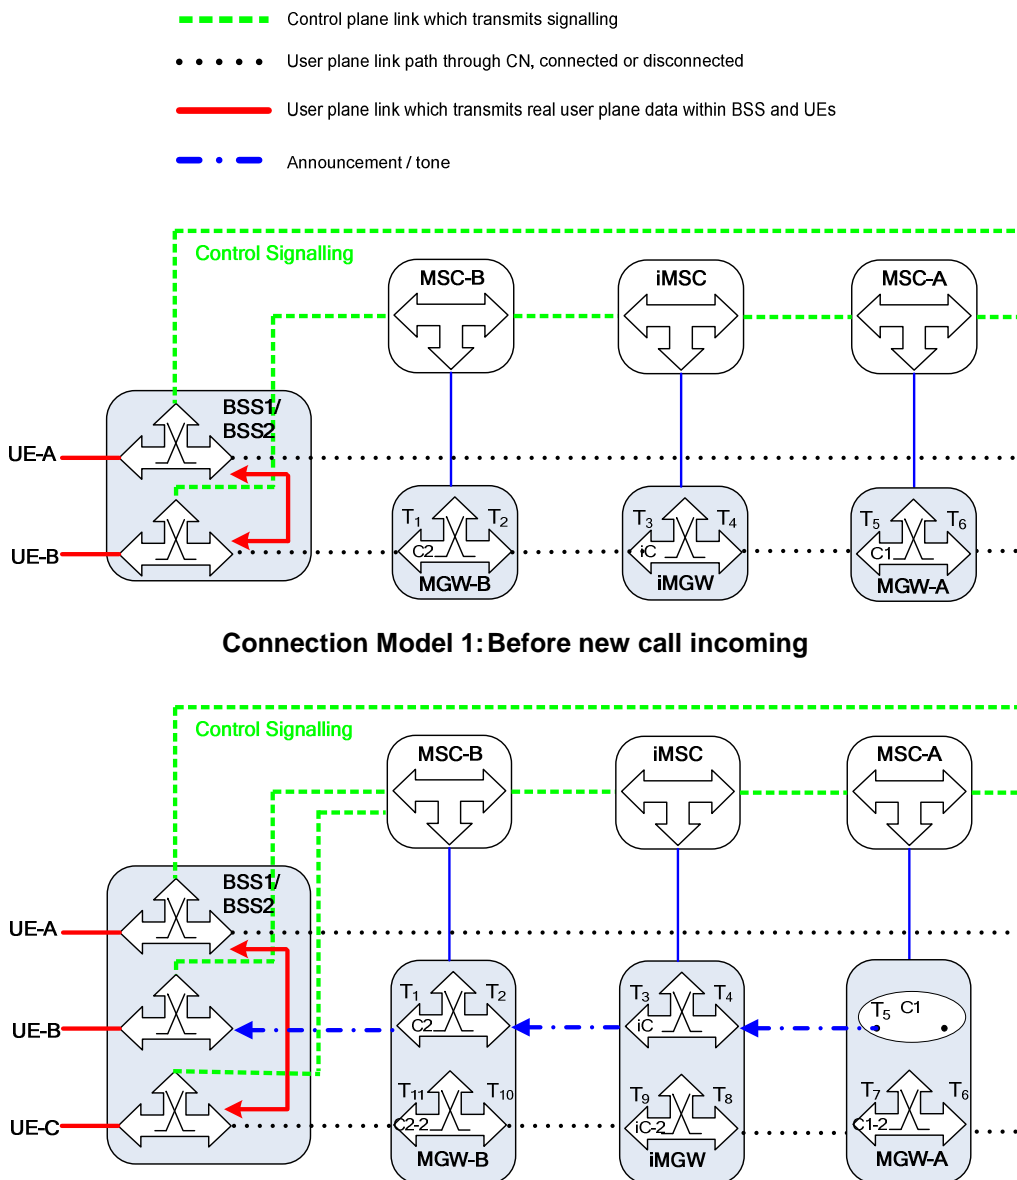 Control plane link which transmits signalling
User plane link path through CN, connected or disconnected
User plane link which transmits real user plane data within BSS and UEs
Announcement / tone
Control Signalling
MSC-B iMSC MSC-A
BSS1/
BSS2
UE-A
T1 T2 T3 T4 T5 T6
UE-B
C2 iC C1
MGW-B iMGW MGW-A
Connection Model 1: Before new call incoming
Control Signalling
MSC-B iMSC MSC-A
BSS1/
BSS2
UE-A
T1 T2 T3 T4 T5 C1
UE-B
C2 iC
T11 T10 T9 T8 T7 T6
UE-C
C2-2 iC-2 C1-2
MGW-B iMGW MGW-A